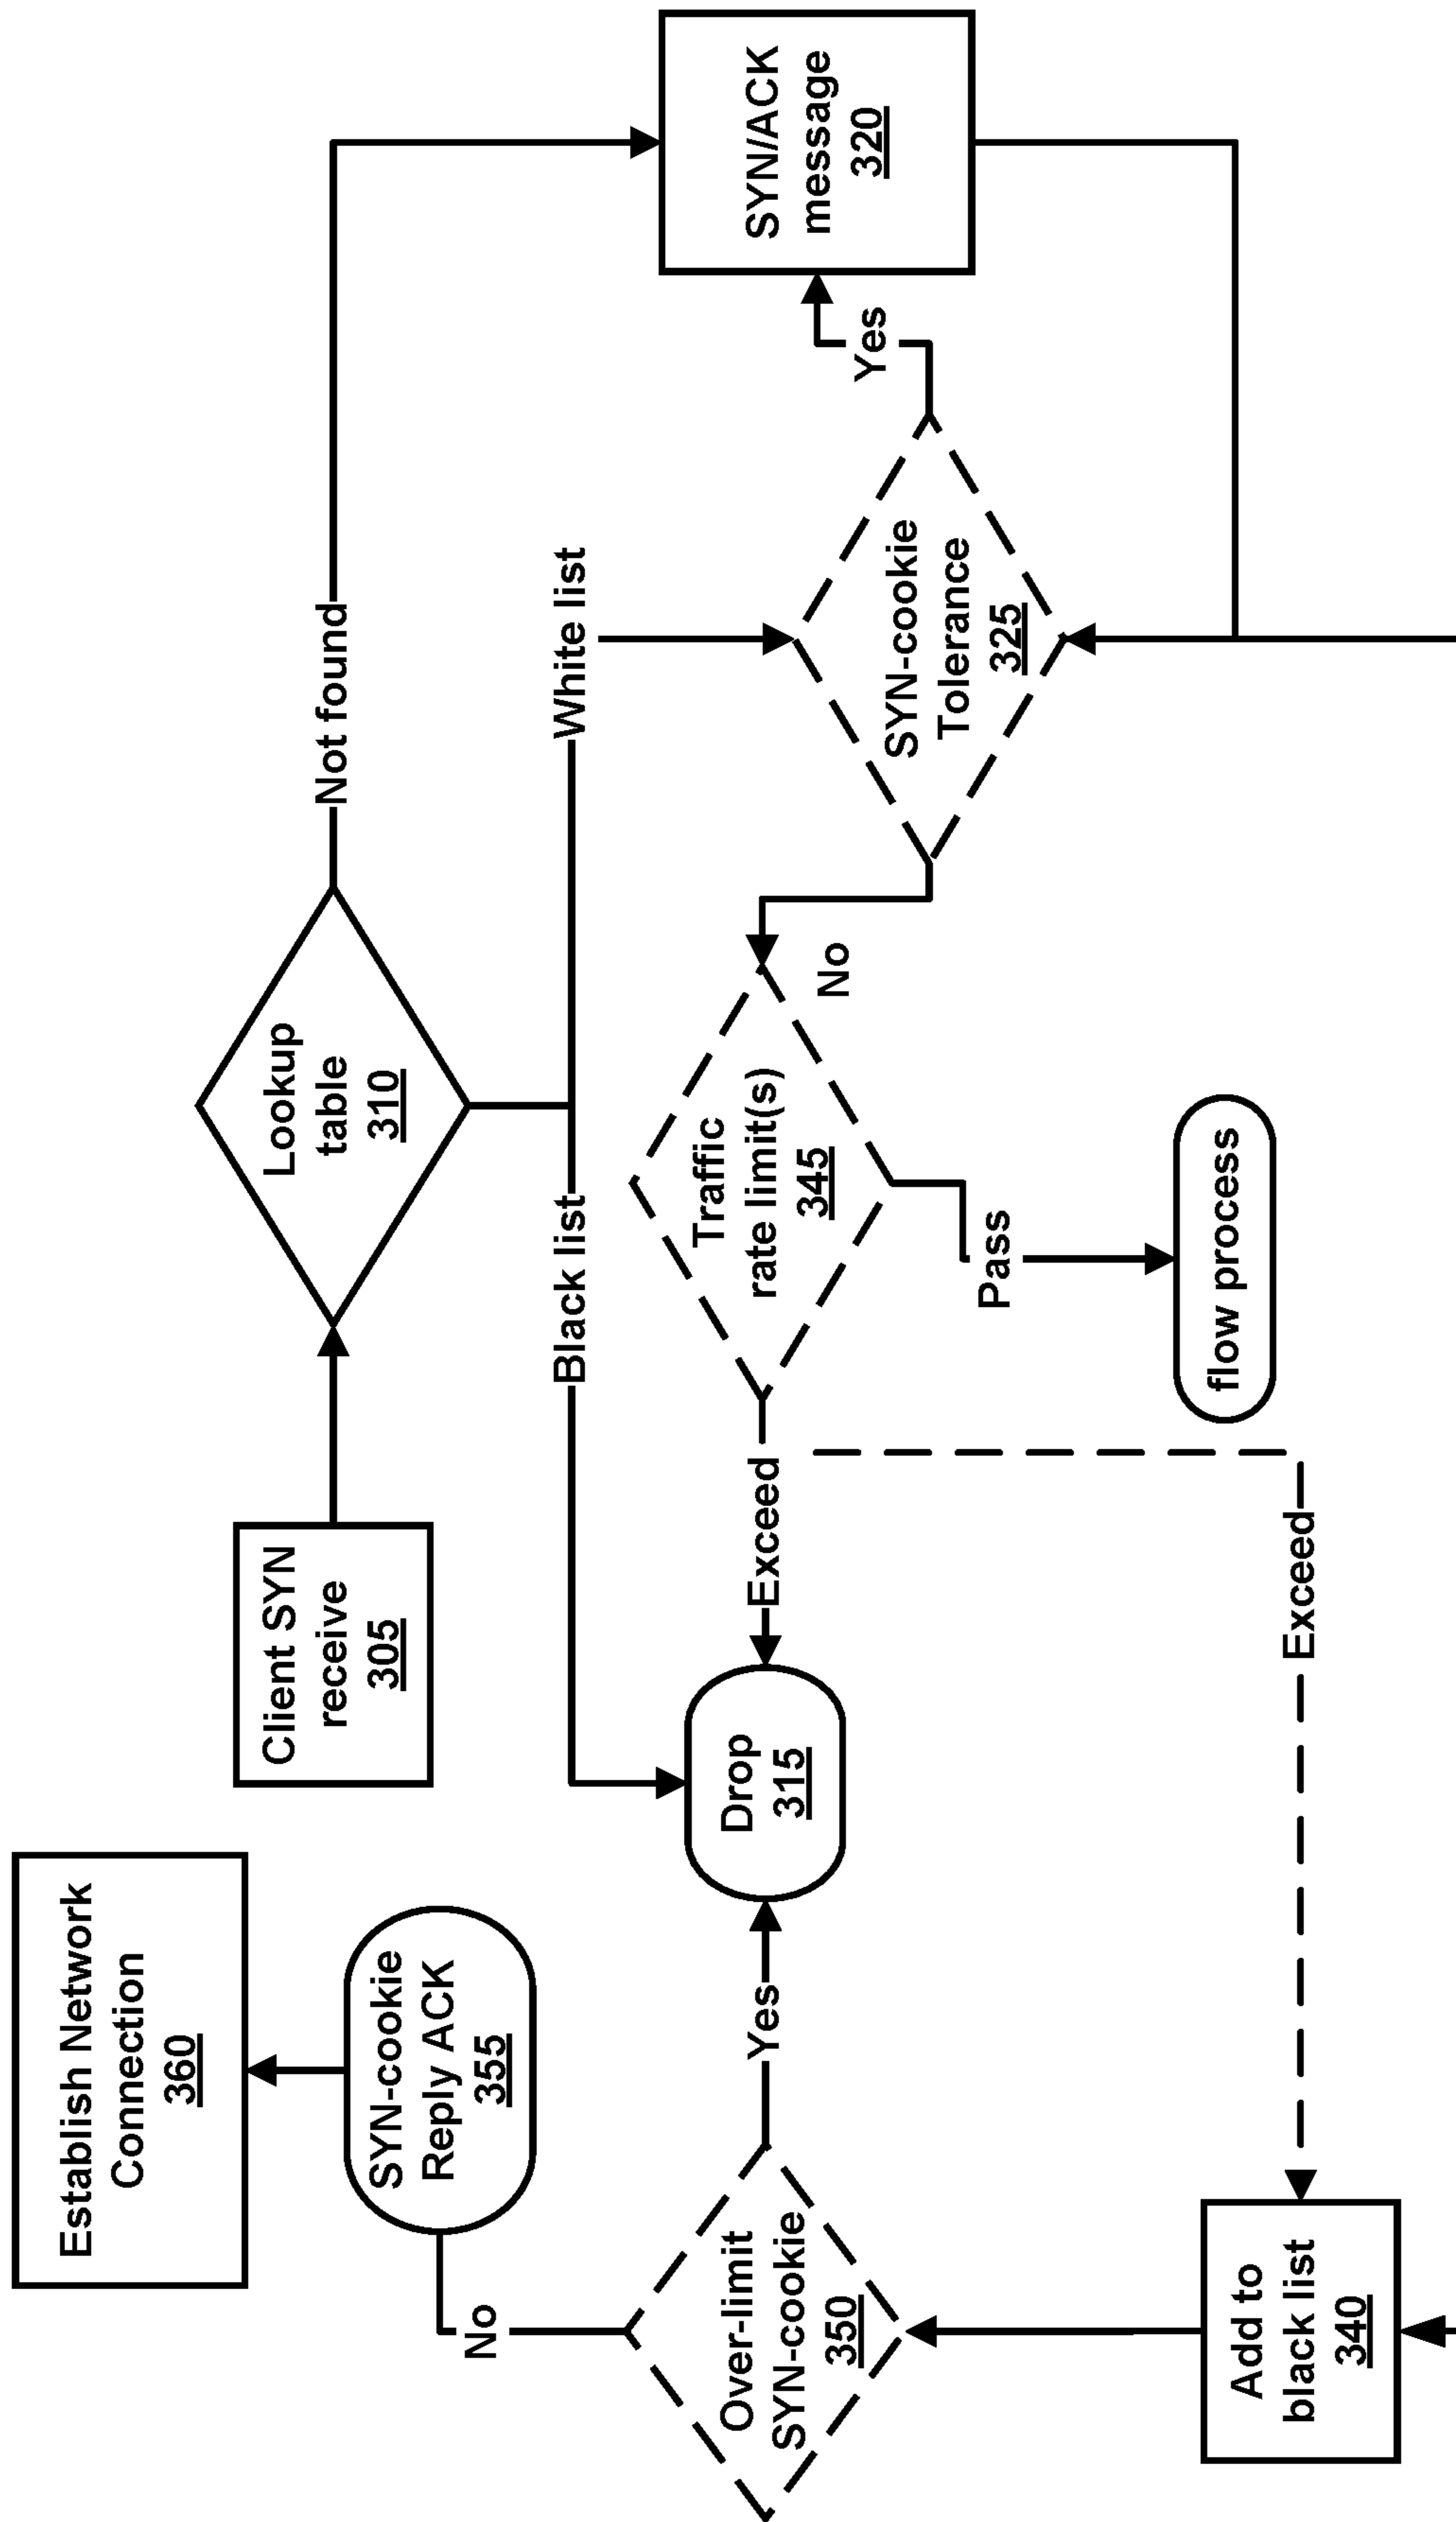 Establish Network
Connection
360
Client SYN
receive
305
Lookup
table
310
Not found
SYN-cookie
Reply ACK
355
Black list
White list
No
Yes
Drop
315
Exceed
Traffic
rate limit(s)
345
No
SYN-cookie
Tolerance
325
Yes
SYN/ACK
message
320
Over-limit
SYN-cookie
350
Pass
flow process
Exceed
Add to
black list
340